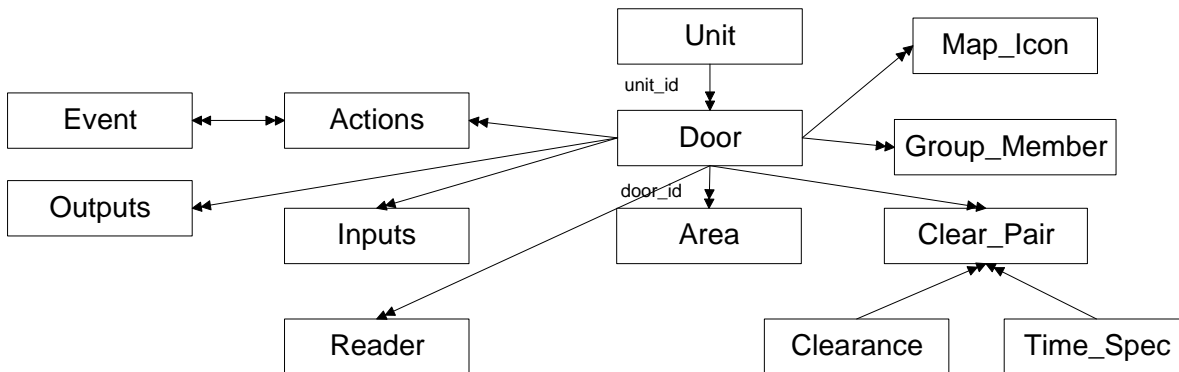 Unit
Map_Icon
unit_id
Event
Actions
Door
Group_Member
Outputs
door_id
Inputs
Area
Clear_Pair
Reader
Clearance
Time_Spec